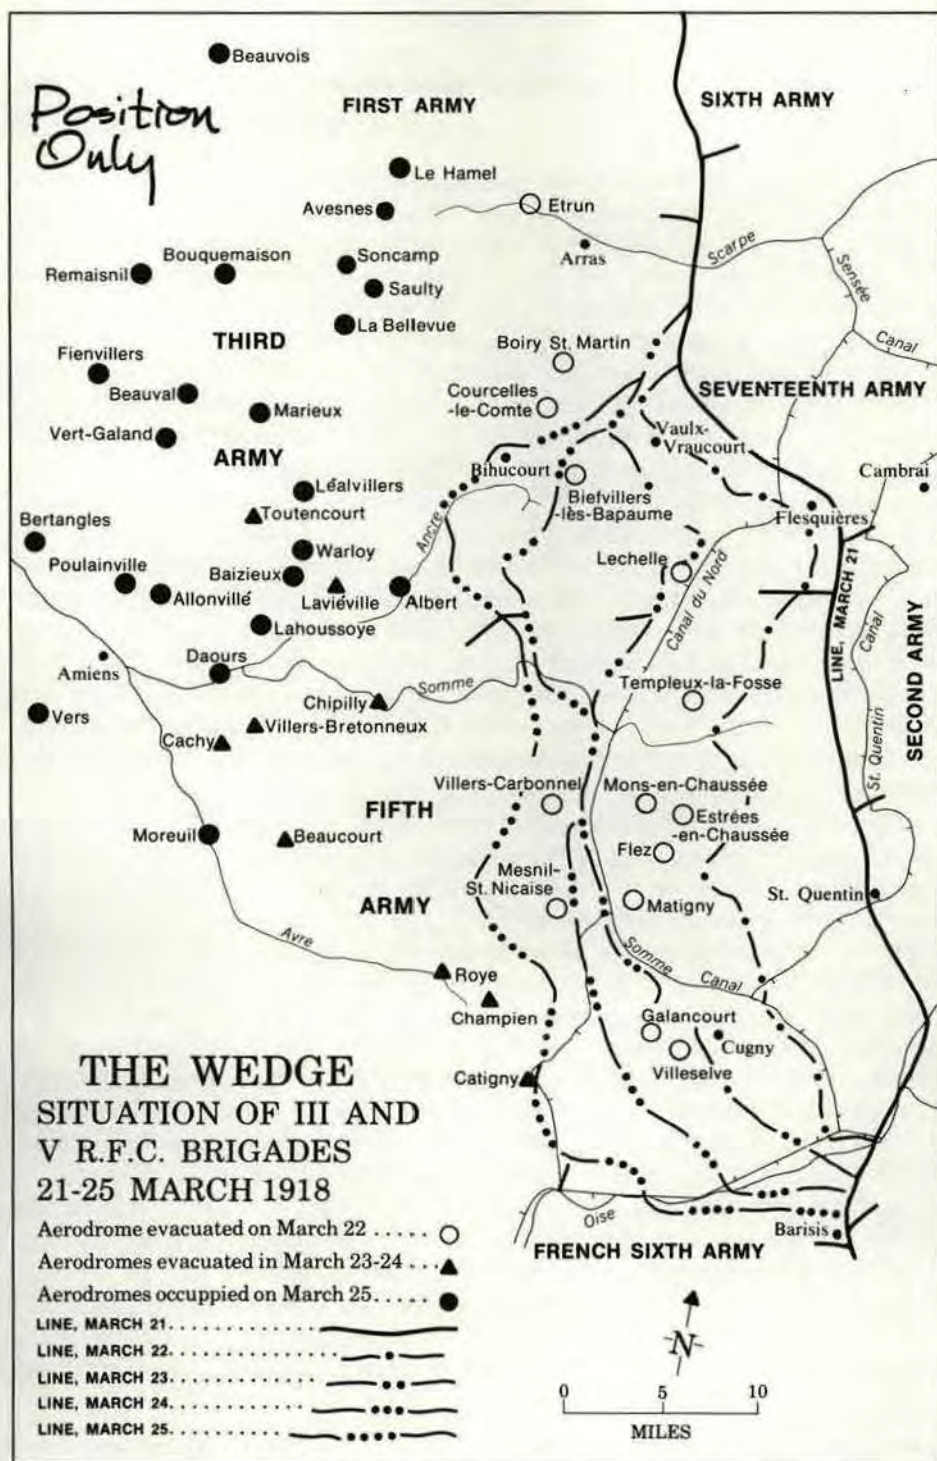 Beauvois
Position
Only
FIRST ARMY
SIXTH ARMY
Le Hamel
Avesnes
Etrun
Arras
Scarpe
Sensée
Canal
Bouquemaison
Remaisnil
Soncamp
Saulty
La Bellevue
THIRD
Fienvillers
Beauval
Marieux
Vert-Galand
ARMY
Boiry St. Martin
Courcelles
-le-Comte
SEVENTEENTH ARMY
Vaulx-
Vraucourt
Cambrai
Bihucourt
Biefvillers
-lès-Bapaume
Flesquières
Léalvillers
Toutencourt
Bertangles
Warloy
Poulainville
Baizieux
Allonville
Laviéville
Albert
Ancre
Lechelle
Canal du Nord
LINE, MARCH 21
Canal
St. Quentin
SECOND ARMY
Lahoussoye
Daours
Amiens
Somme
Chipilly
Templeux-la-Fosse
Vers
Villers-Bretonneux
Cachy
Villers-Carbonnel
Mons-en-Chaussée
FIFTH
Estrées
-en-Chaussée
Moreuil
Beaucourt
Flez
Mesnil-
St. Nicaise
Matigny
St. Quentin
ARMY
Avre
Somme
Canal
Roye
Champien
Galancourt
Cugny
Villeselve
Catigny
THE WEDGE
SITUATION OF III AND
V R.F.C. BRIGADES
21-25 MARCH 1918
Oise
Barisis
FRENCH SIXTH ARMY
Aerodrome evacuated on March 22 .....
Aerodromes evacuated in March 23-24 ...
Aerodromes occuppied on March 25.....
LINE, MARCH 21.............
LINE, MARCH 22...............
LINE, MARCH 23.............
LINE, MARCH 24............
LINE, MARCH 25..........
N
0 5 10
MILES